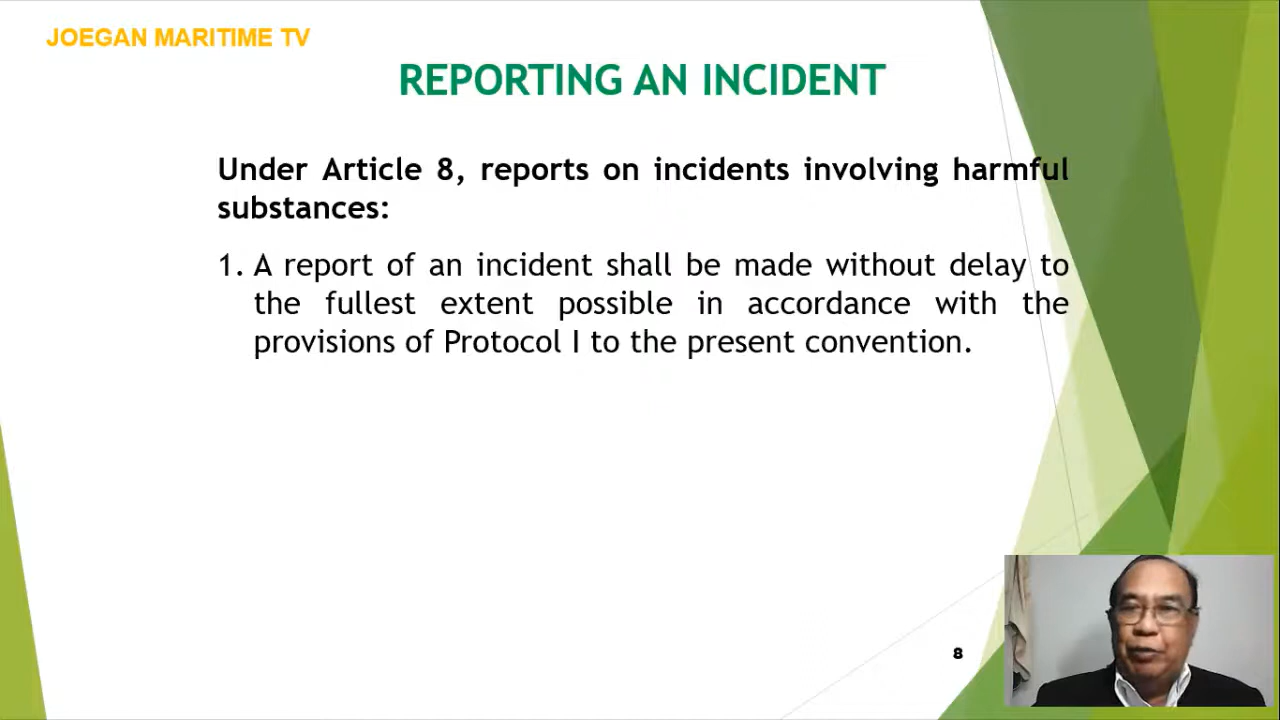 JOEGAN MARITIME TV
REPORTING AN INCIDENT
Under Article 8, reports on incidents involving harmful
substances:
1. A report of an incident shall be made without delay to
the fullest extent possible in accordance with the
provisions of Protocol I to the present convention.
8